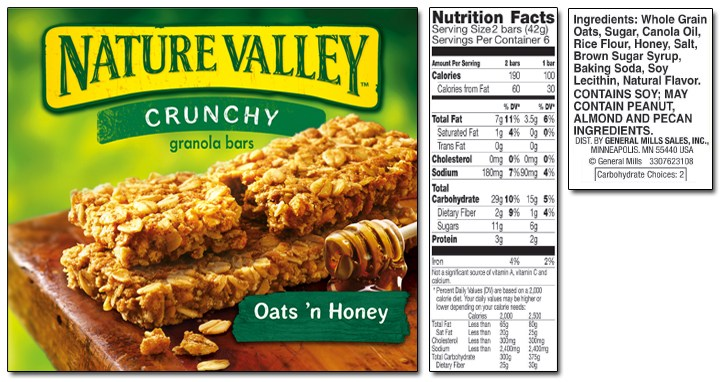 NATURE VALLEY™
CRUNCHY
granola bars
Oats 'n Honey
Nutrition Facts
Serving Size 2 bars (42g)
Servings Per Container 6
Amount Per Serving 2 bars 1 bar
Calories 190 100
Calories from Fat 60 30
% DV* % DV*
Total Fat 7g 11% 3.5g 6%
Saturated Fat 1g 4% 0g 0%
Trans Fat 0g 0g
Cholesterol 0mg 0% 0mg 0%
Sodium 180mg 7% 90mg 4%
Total
Carbohydrate 29g 10% 15g 5%
Dietary Fiber 2g 9% 1g 4%
Sugars 11g 6g
Protein 3g 2g
Iron 4% 2%
Not a significant source of vitamin A, vitamin C and
calcium.
* Percent Daily Values (DV) are based on a 2,000
calorie diet. Your daily values may be higher or
lower depending on your calorie needs:
Calories 2,000 2,500
Total Fat Less than 65g 80g
Sat Fat Less than 20g 25g
Cholesterol Less than 300mg 300mg
Sodium Less than 2,400mg 2,400mg
Total Carbohydrate 300g 375g
Dietary Fiber 25g 30g
Ingredients: Whole Grain
Oats, Sugar, Canola Oil,
Rice Flour, Honey, Salt,
Brown Sugar Syrup,
Baking Soda, Soy
Lecithin, Natural Flavor.
CONTAINS SOY; MAY
CONTAIN PEANUT,
ALMOND AND PECAN
INGREDIENTS.
DIST. BY GENERAL MILLS SALES, INC.,
MINNEAPOLIS. MN 55440 USA
© General Mills 3307623108
Carbohydrate Choices: 2